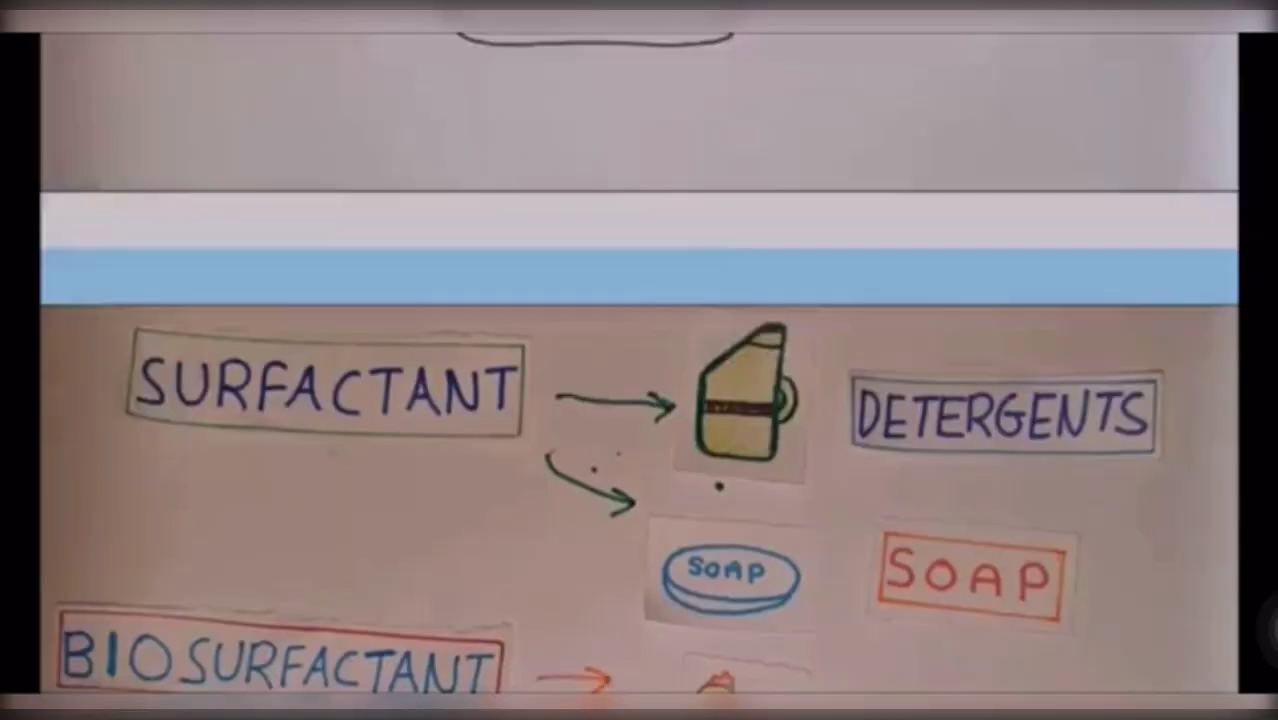 SURFACTANT
DETERGENTS
SOAP
SOAP
BIOSURFACTANT